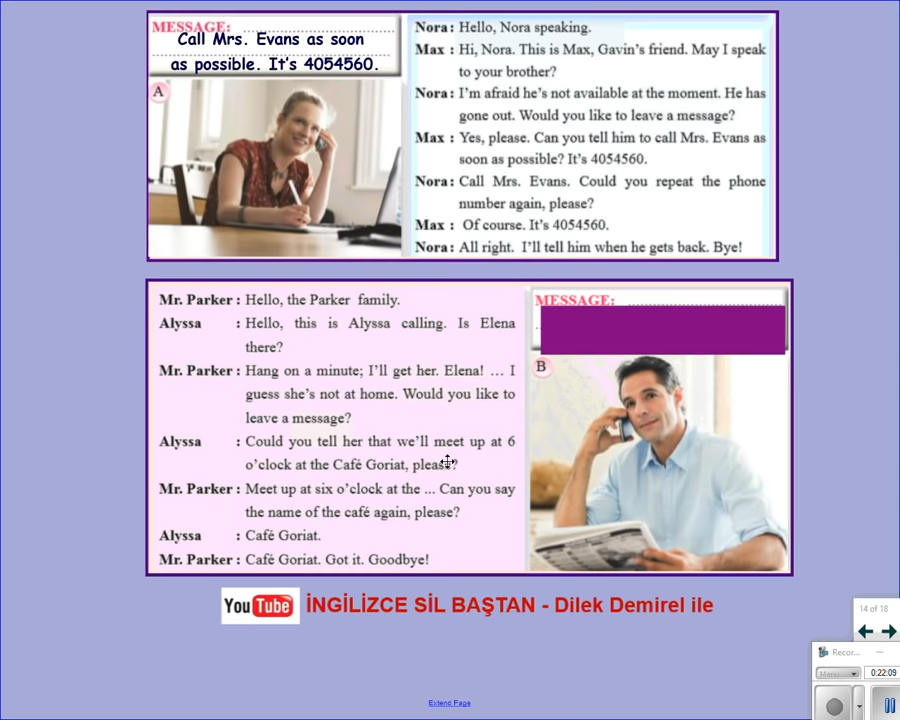 MESSAGE:
Call Mrs. Evans as soon
as possible. It's 4054560.
A
Nora: Hello, Nora speaking.
Max : Hi, Nora. This is Max, Gavin's friend. May I speak
to your brother?
Nora: I'm afraid he's not available at the moment. He has
gone out. Would you like to leave a message?
Max : Yes, please. Can you tell him to call Mrs. Evans as
soon as possible? It's 4054560.
Nora: Call Mrs. Evans. Could you repeat the phone
number again, please?
Max : Of course. It's 4054560.
Nora: All right. I'll tell him when he gets back. Bye!
Mr. Parker : Hello, the Parker family.
Alyssa : Hello, this is Alyssa calling. Is Elena
there?
Mr. Parker : Hang on a minute; I'll get her. Elena! ... I
guess she's not at home. Would you like to
leave a message?
Alyssa : Could you tell her that we'll meet up at 6
o'clock at the Café Goriat, please?
Mr. Parker : Meet up at six o'clock at the ... Can you say
the name of the café again, please?
Alyssa : Café Goriat.
Mr. Parker : Café Goriat. Got it. Goodbye!
MESSAGE:
B
YouTube İNGİLİZCE SİL BAŞTAN - Dilek Demirel ile
14 of 18
Recor...
Menu 0:22:09
Extend Page